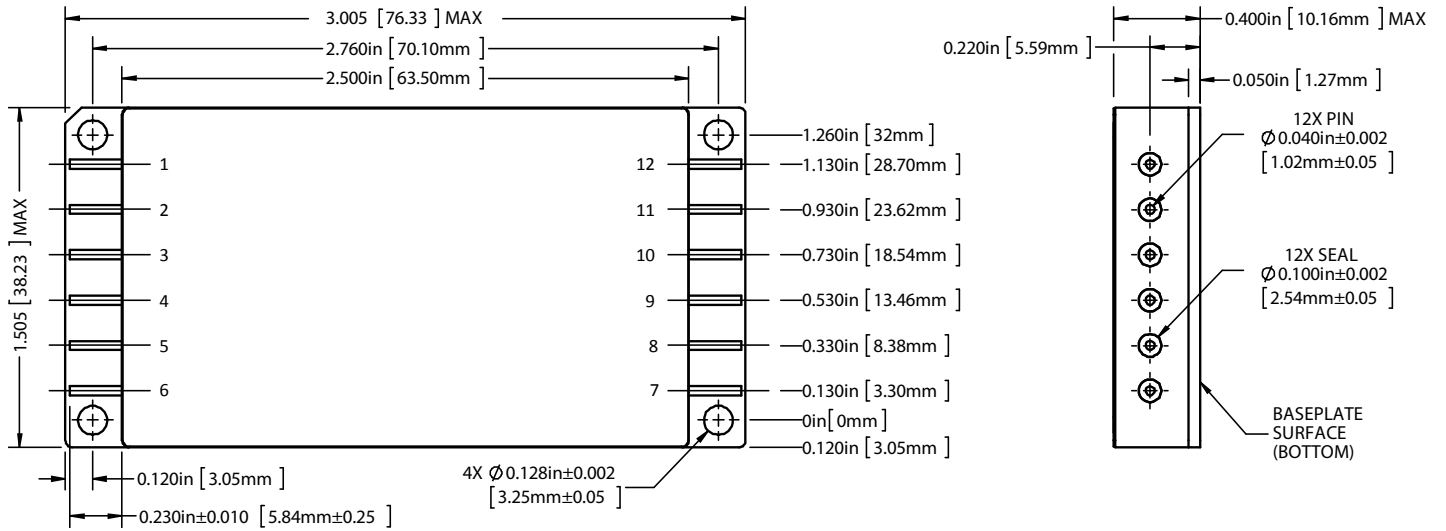 3.005 [76.33 ] MAX
2.760in [70.10mm ]
2.500in [63.50mm ]
1.505 [38.23 ] MAX
1
2
3
4
5
6
12
11
10
9
8
7
1.260in [32mm ]
1.130in [28.70mm ]
0.930in [23.62mm ]
0.730in [18.54mm ]
0.530in [13.46mm ]
0.330in [8.38mm ]
0.130in [3.30mm ]
0in[0mm ]
0.120in [3.05mm ]
0.120in [3.05mm ]
0.230in±0.010 [5.84mm±0.25 ]
4X Ø0.128in±0.002
[3.25mm±0.05 ]
0.400in [10.16mm ] MAX
0.220in [5.59mm ]
0.050in [1.27mm ]
12X PIN
Ø0.040in±0.002
[1.02mm±0.05 ]
12X SEAL
Ø0.100in±0.002
[2.54mm±0.05 ]
BASEPLATE
SURFACE
(BOTTOM)